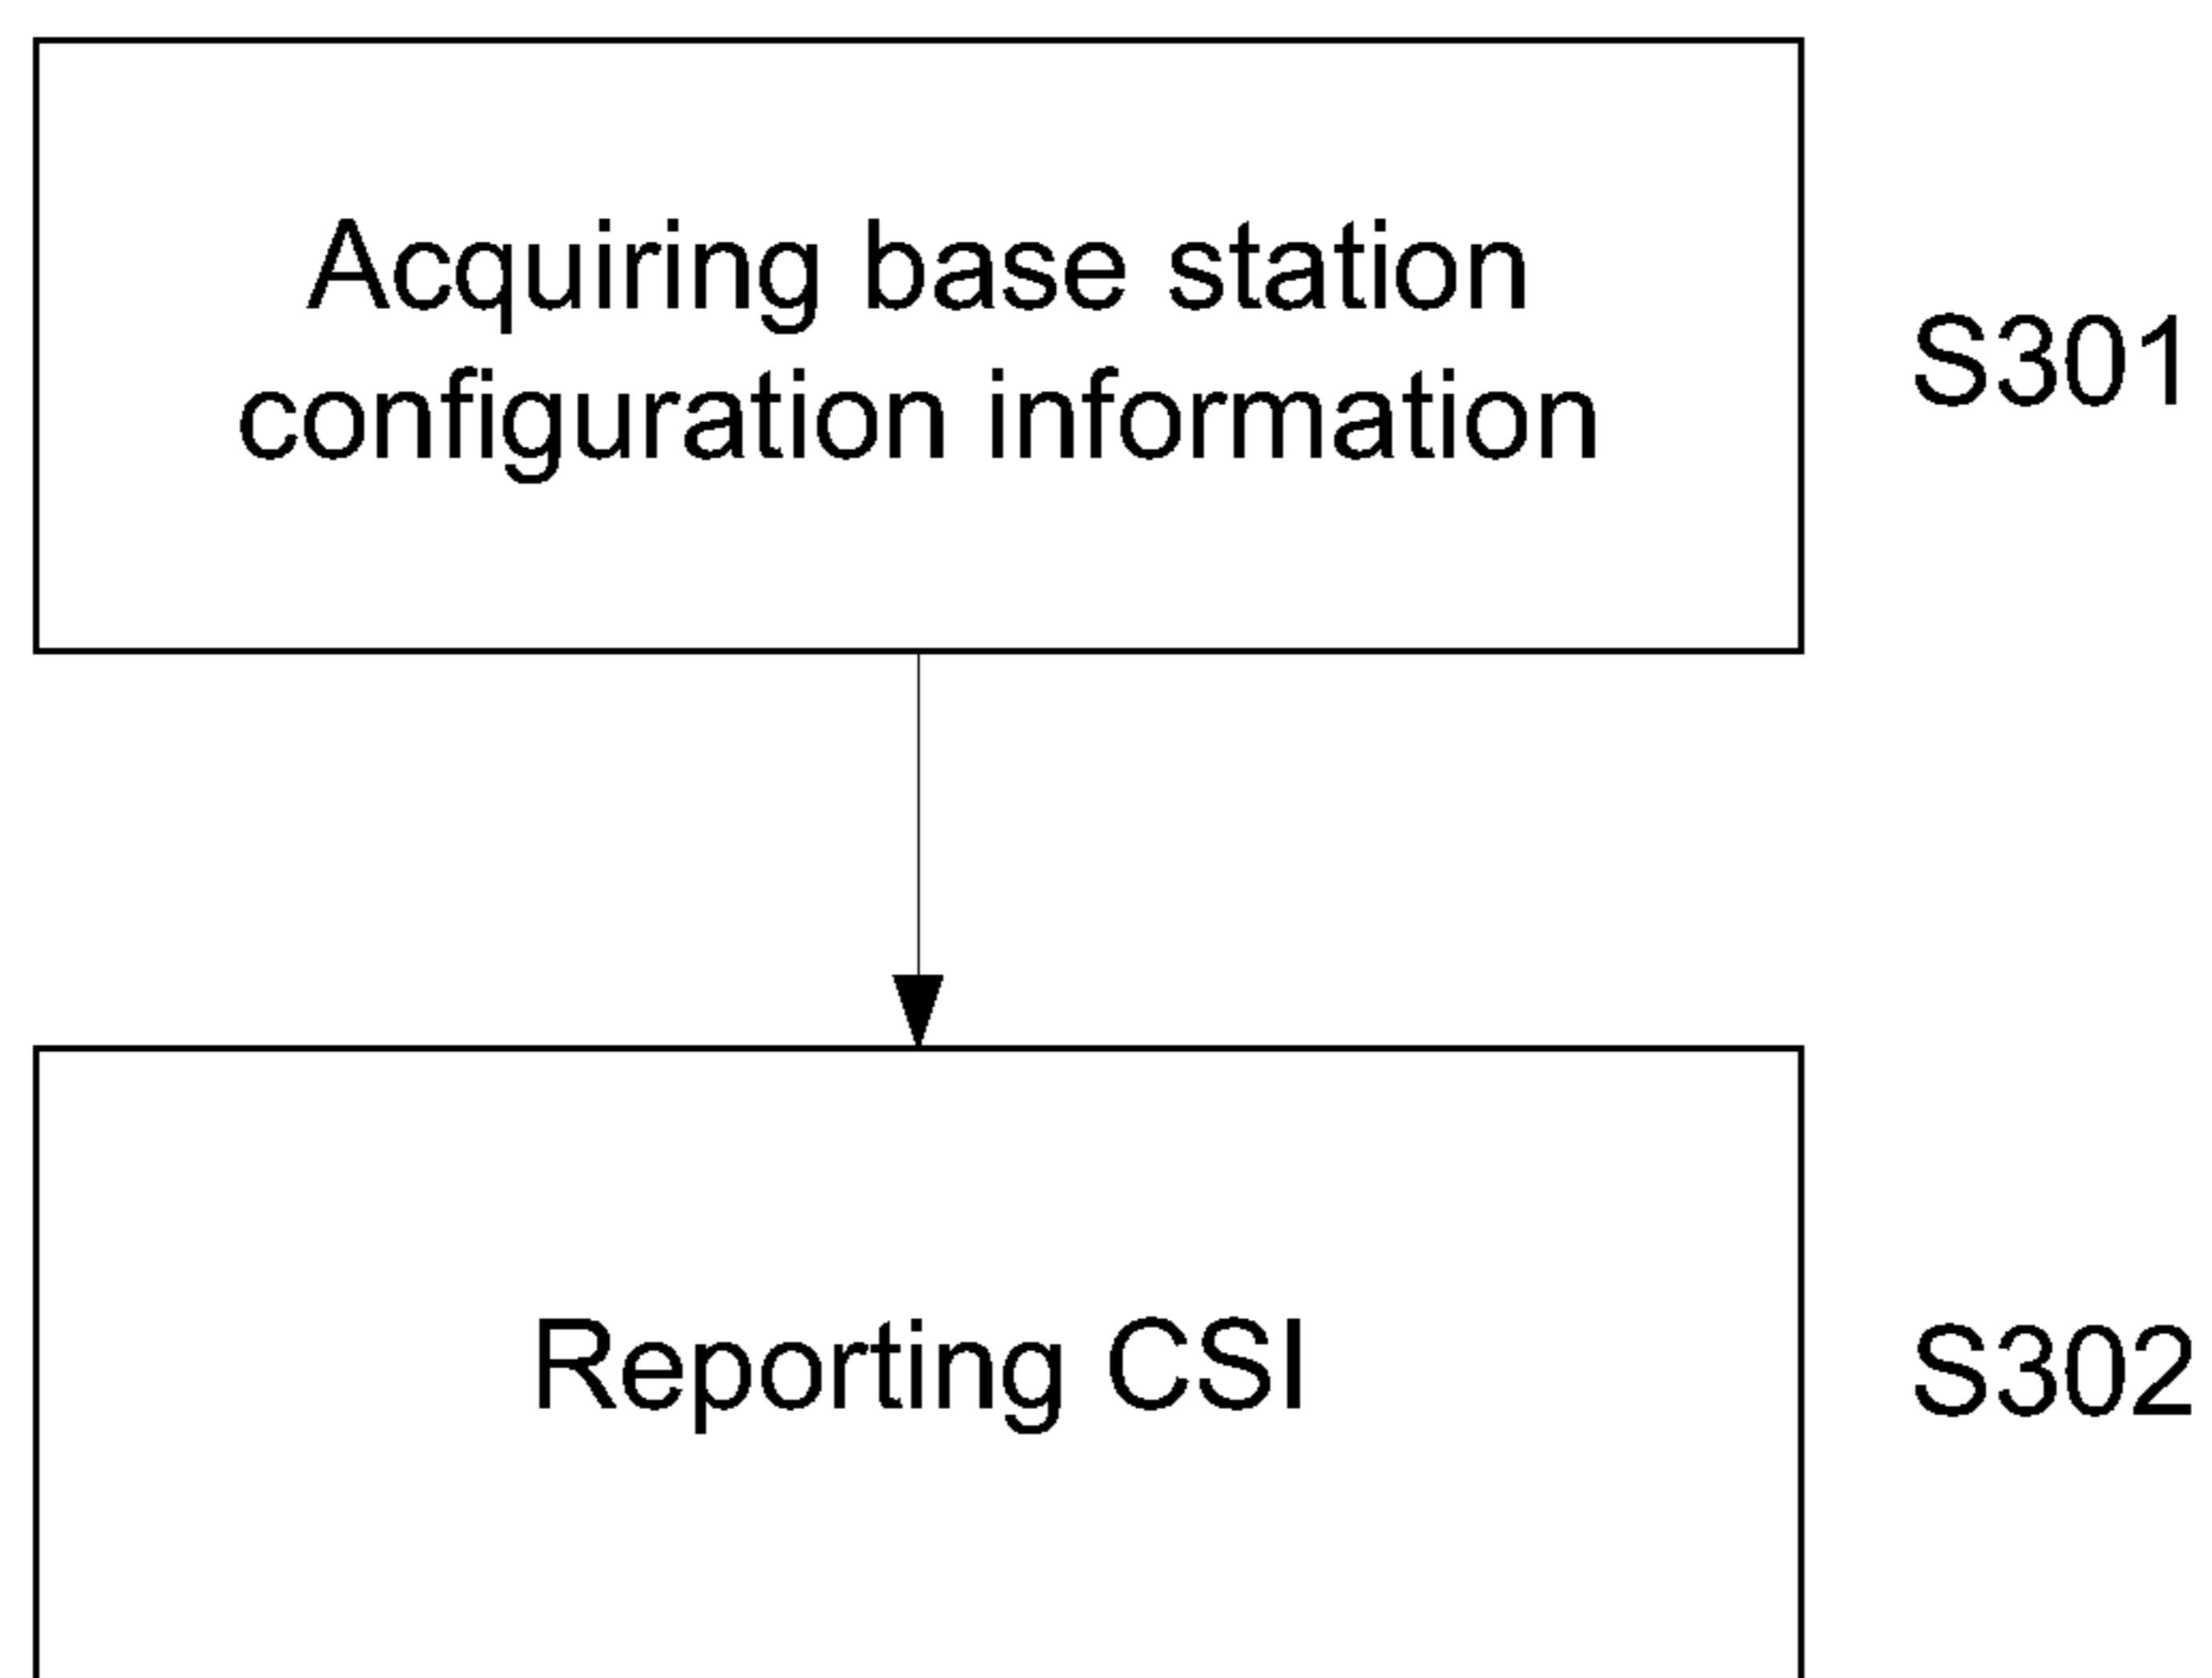 Acquiring base station
configuration information
S301
Reporting CSI
S302